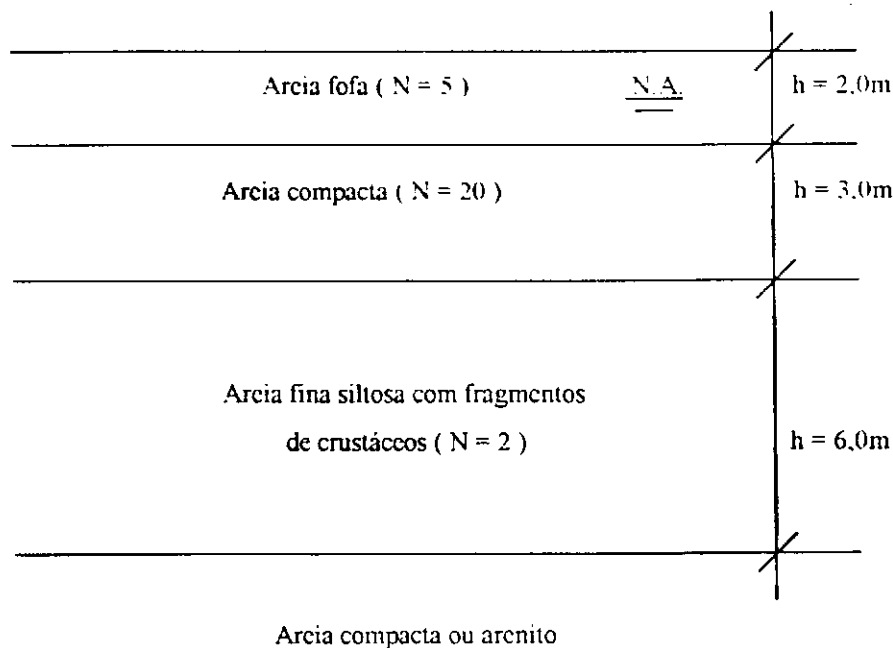 Areia fofa ( N = 5 )
N.A.
h = 2,0m
Areia compacta ( N = 20 )
h = 3,0m
Areia fina siltosa com fragmentos
de crustáceos ( N = 2 )
h = 6,0m
Areia compacta ou arenito